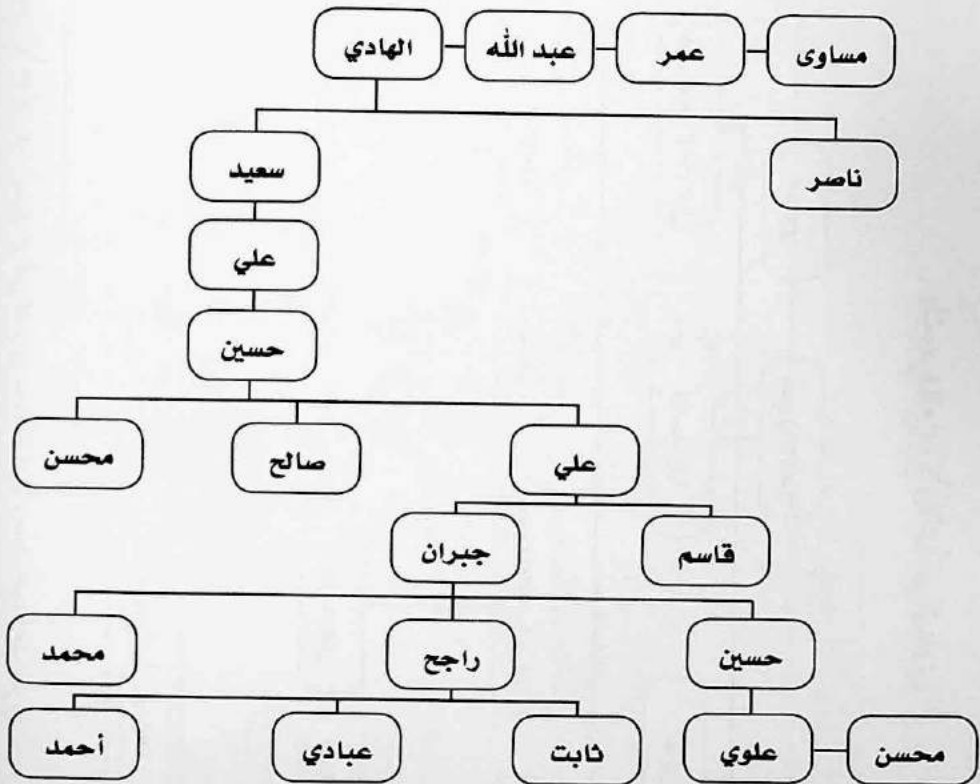 مساوى عمر عبد الله الهادي
ناصر سعيد
علي
حسين
علي صالح محسن
قاسم جبران
حسين راجح محمد
محسن علوي ثابت عبادي أحمد